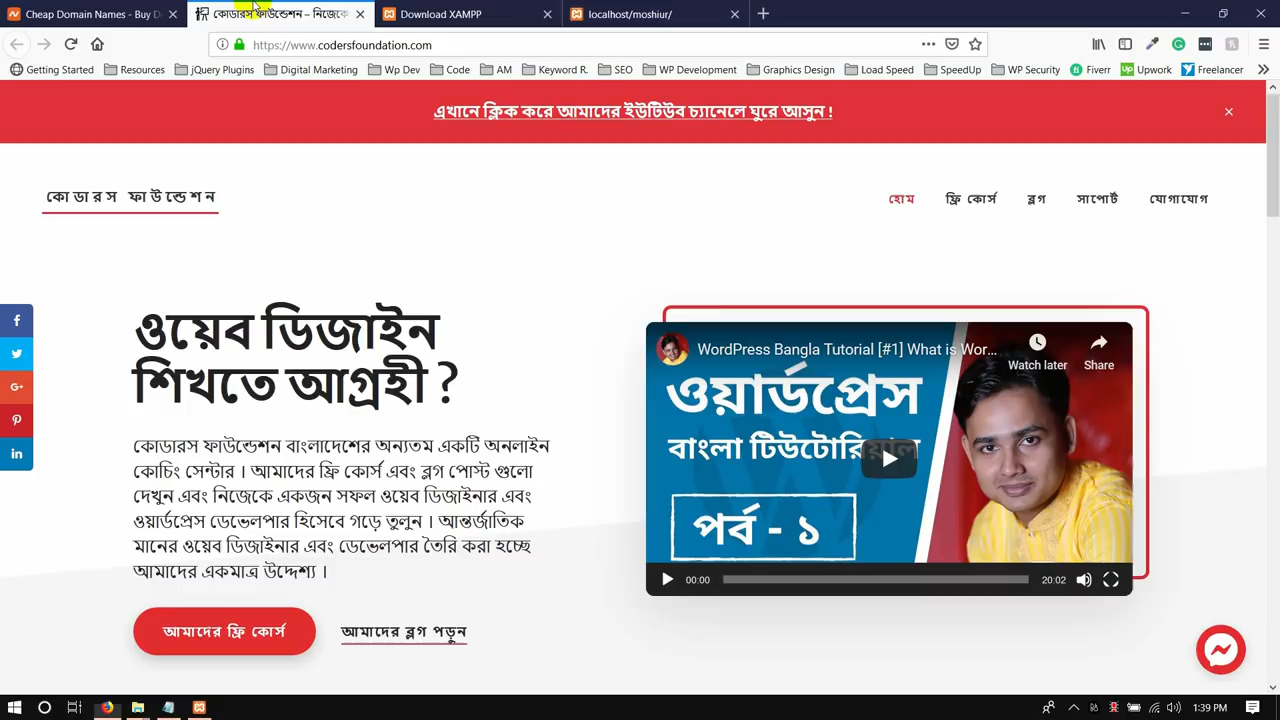 Cheap Domain Names - Buy D
কোডারস ফাউন্ডেশন – নিজেকে
Download XAMPP
localhost/moshiur/
https://www.codersfoundation.com
Getting Started
Resources
jQuery Plugins
Digital Marketing
Wp Dev
Code
AM
Keyword R.
SEO
WP Development
Graphics Design
Load Speed
SpeedUp
WP Security
Fiverr
Upwork
Freelancer
এখানে ক্লিক করে আমাদের ইউটিউব চ্যানেলে ঘুরে আসুন !
কোডারস ফাউন্ডেশন
হোম
ফ্রি কোর্স
ব্লগ
সাপোর্ট
যোগাযোগ
ওয়েব ডিজাইন
শিখতে আগ্রহী ?
কোডারস ফাউন্ডেশন বাংলাদেশের অন্যতম একটি অনলাইন
কোচিং সেন্টার । আমাদের ফ্রি কোর্স এবং ব্লগ পোস্ট গুলো
দেখুন এবং নিজেকে একজন সফল ওয়েব ডিজাইনার এবং
ওয়ার্ডপ্রেস ডেভেলপার হিসেবে গড়ে তুলুন । আন্তর্জাতিক
মানের ওয়েব ডিজাইনার এবং ডেভেলপার তৈরি করা হচ্ছে
আমাদের একমাত্র উদ্দেশ্য ।
আমাদের ফ্রি কোর্স
আমাদের ব্লগ পড়ুন
WordPress Bangla Tutorial [#1] What is Wor...
Watch later
Share
ওয়ার্ডপ্রেস
বাংলা টিউটোরিয়াল
পর্ব - ১
00:00
20:02
1:39 PM